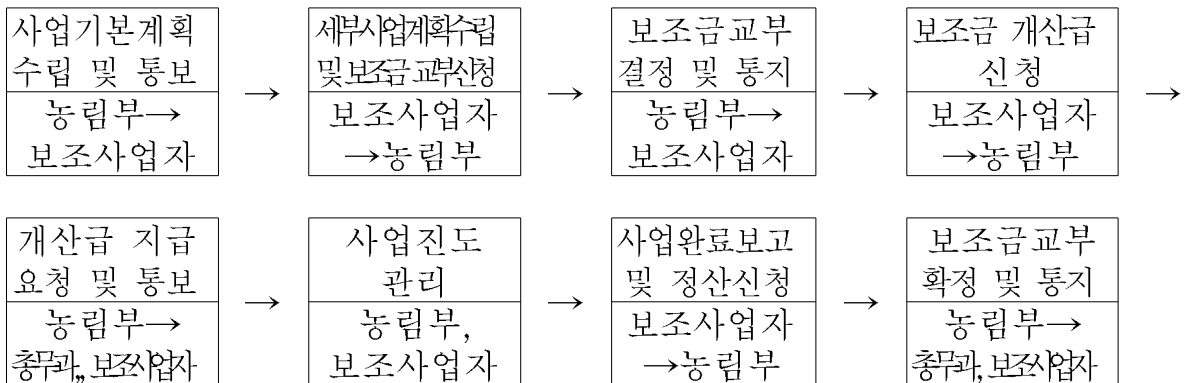 사업기본계획
수립 및 통보
농림부→
보조사업자
→
세부사업계획수립
및 보조금 교부신청
보조사업자
→농림부
→
보조금교부
결정 및 통지
농림부→
보조사업자
→
보조금 개산급
신청
보조사업자
→농림부
→
개산급 지급
요청 및 통보
농림부→
총무과,, 보조사업자
→
사업진도
관리
농림부,
보조사업자
→
사업완료보고
및 정산신청
보조사업자
→농림부
→
보조금교부
확정 및 통지
농림부→
총무과, 보조사업자